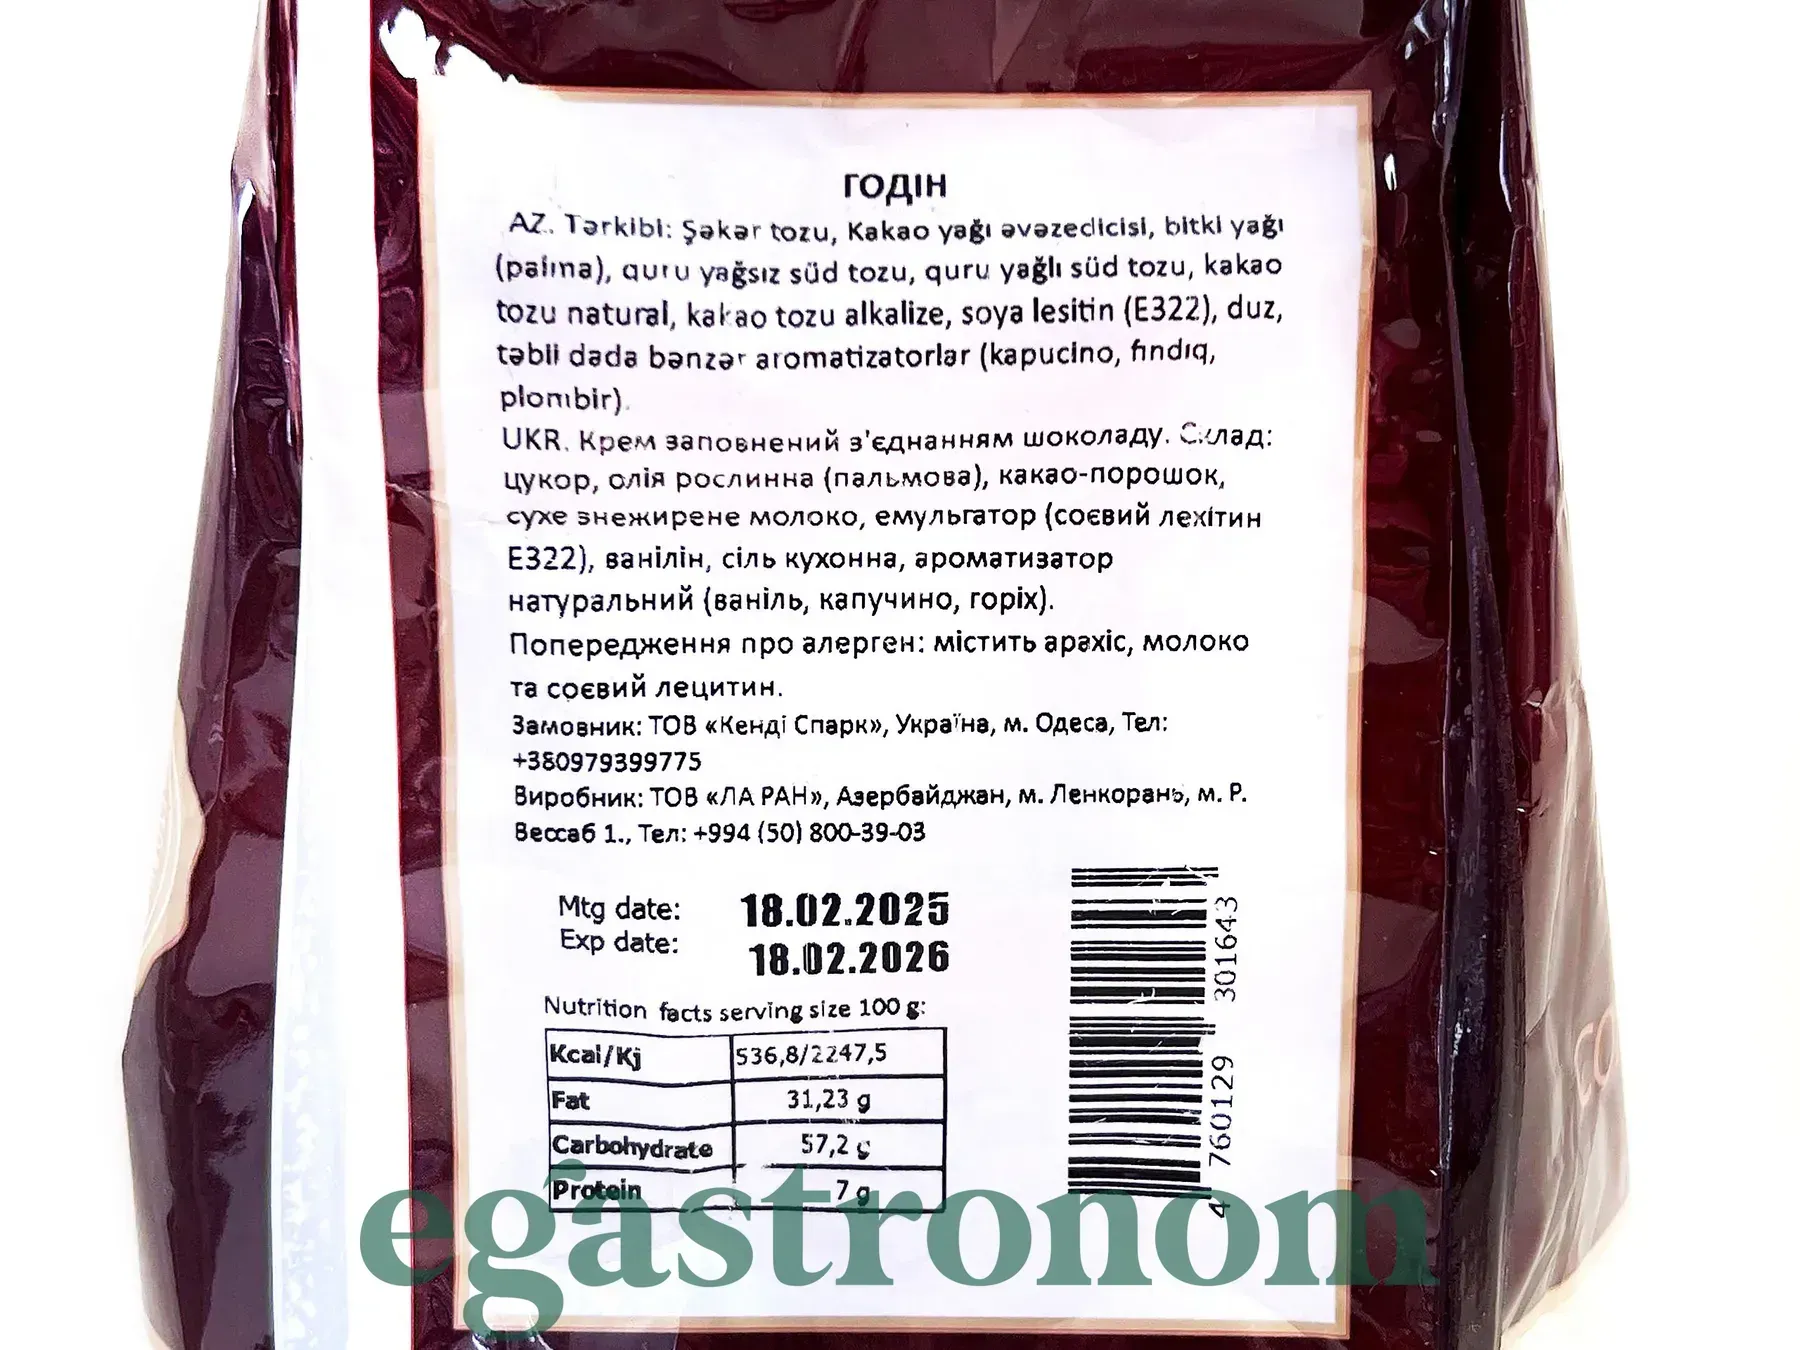 ГОДІН
AZ. Tərkibi: Şəkər tozu, Kakao yağı əvəzedicisi, bitki yağı
(palma), quru yağsız süd tozu, quru yağlı süd tozu, kakao
tozu natural, kakao tozu alkalize, soya lesitin (E322), duz,
təbii dada bənzər aromatizatorlar (kapucino, fındıq,
plombir).
UKR. Крем заповнений з'єднанням шоколаду. Склад:
цукор, олія рослинна (пальмова), какао-порошок,
сухе знежирене молоко, емульгатор (соєвий лехітин
E322), ванілін, сіль кухонна, ароматизатор
натуральний (ваніль, капучино, горіх).
Попередження про алерген: містить арахіс, молоко
та соєвий лецитин.
Замовник: ТОВ «Кенді Спарк», Україна, м. Одеса, Тел:
+380979399775
Виробник: ТОВ «ЛА РАН», Азербайджан, м. Ленкорань, м. Р.
Вессаб 1., Тел: +994 (50) 800-39-03
Mtg date: 18.02.2025
Exp date: 18.02.2026
Nutrition facts serving size 100 g:
Kcal/Kj 536,8/2247,5
Fat 31,23 g
Carbohydrate 57,2 g
Protein 7 g
4 760129 301643
egastronom
CO